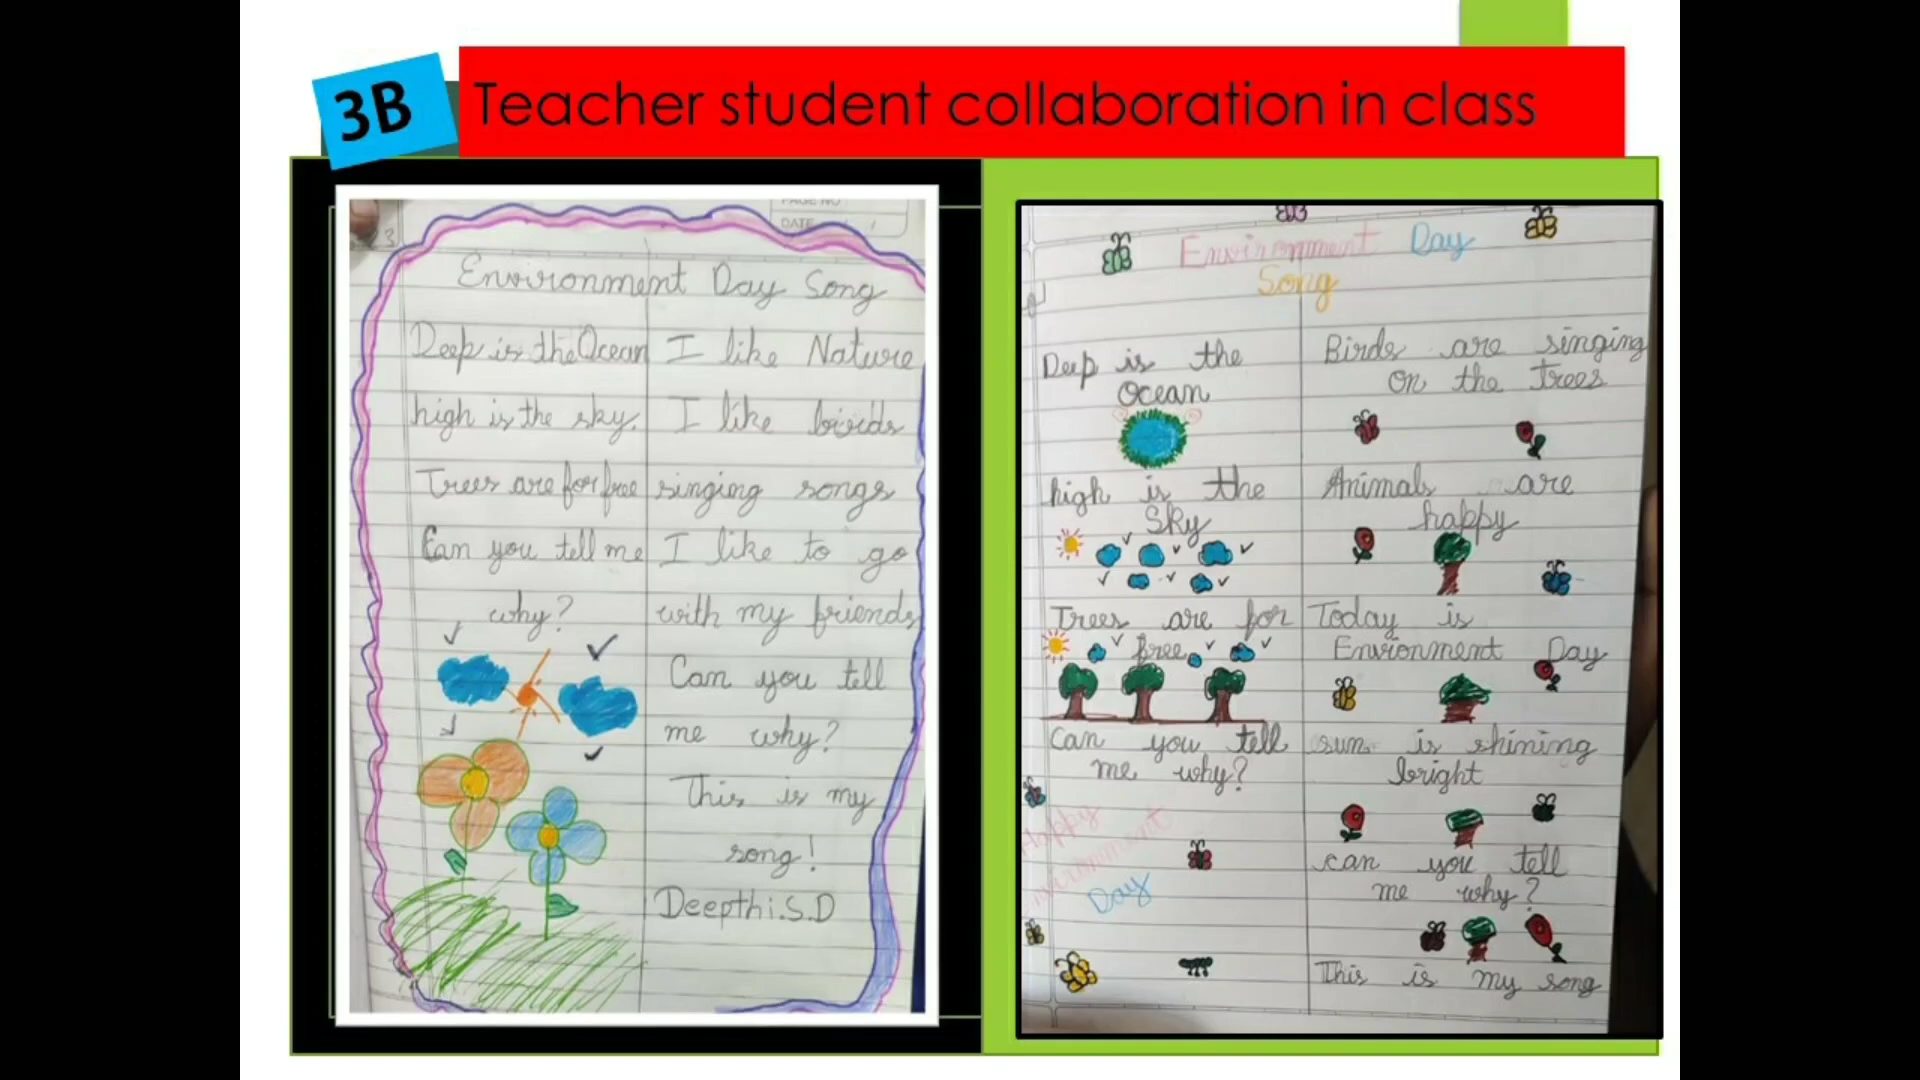 3B
Teacher student collaboration in class
PAGE NO
DATE
3
Environment Day Song
Deep is the Ocean
high is the sky.
Trees are for free
Can you tell me
why?
I like Nature
I like birds
singing songs
I like to go
with my friends
Can you tell
me why?
This is my
song!
Deepthi.S.D
Environment Day
Song
Deep is the
Ocean
high is the
Sky
Trees are for
free
Can you tell
me why?
Happy
Day
Birds are singing
on the Trees
Animals are
happy
Today is
Envionment Day
sun is shining
bright
can you tell
me why?
This is my song